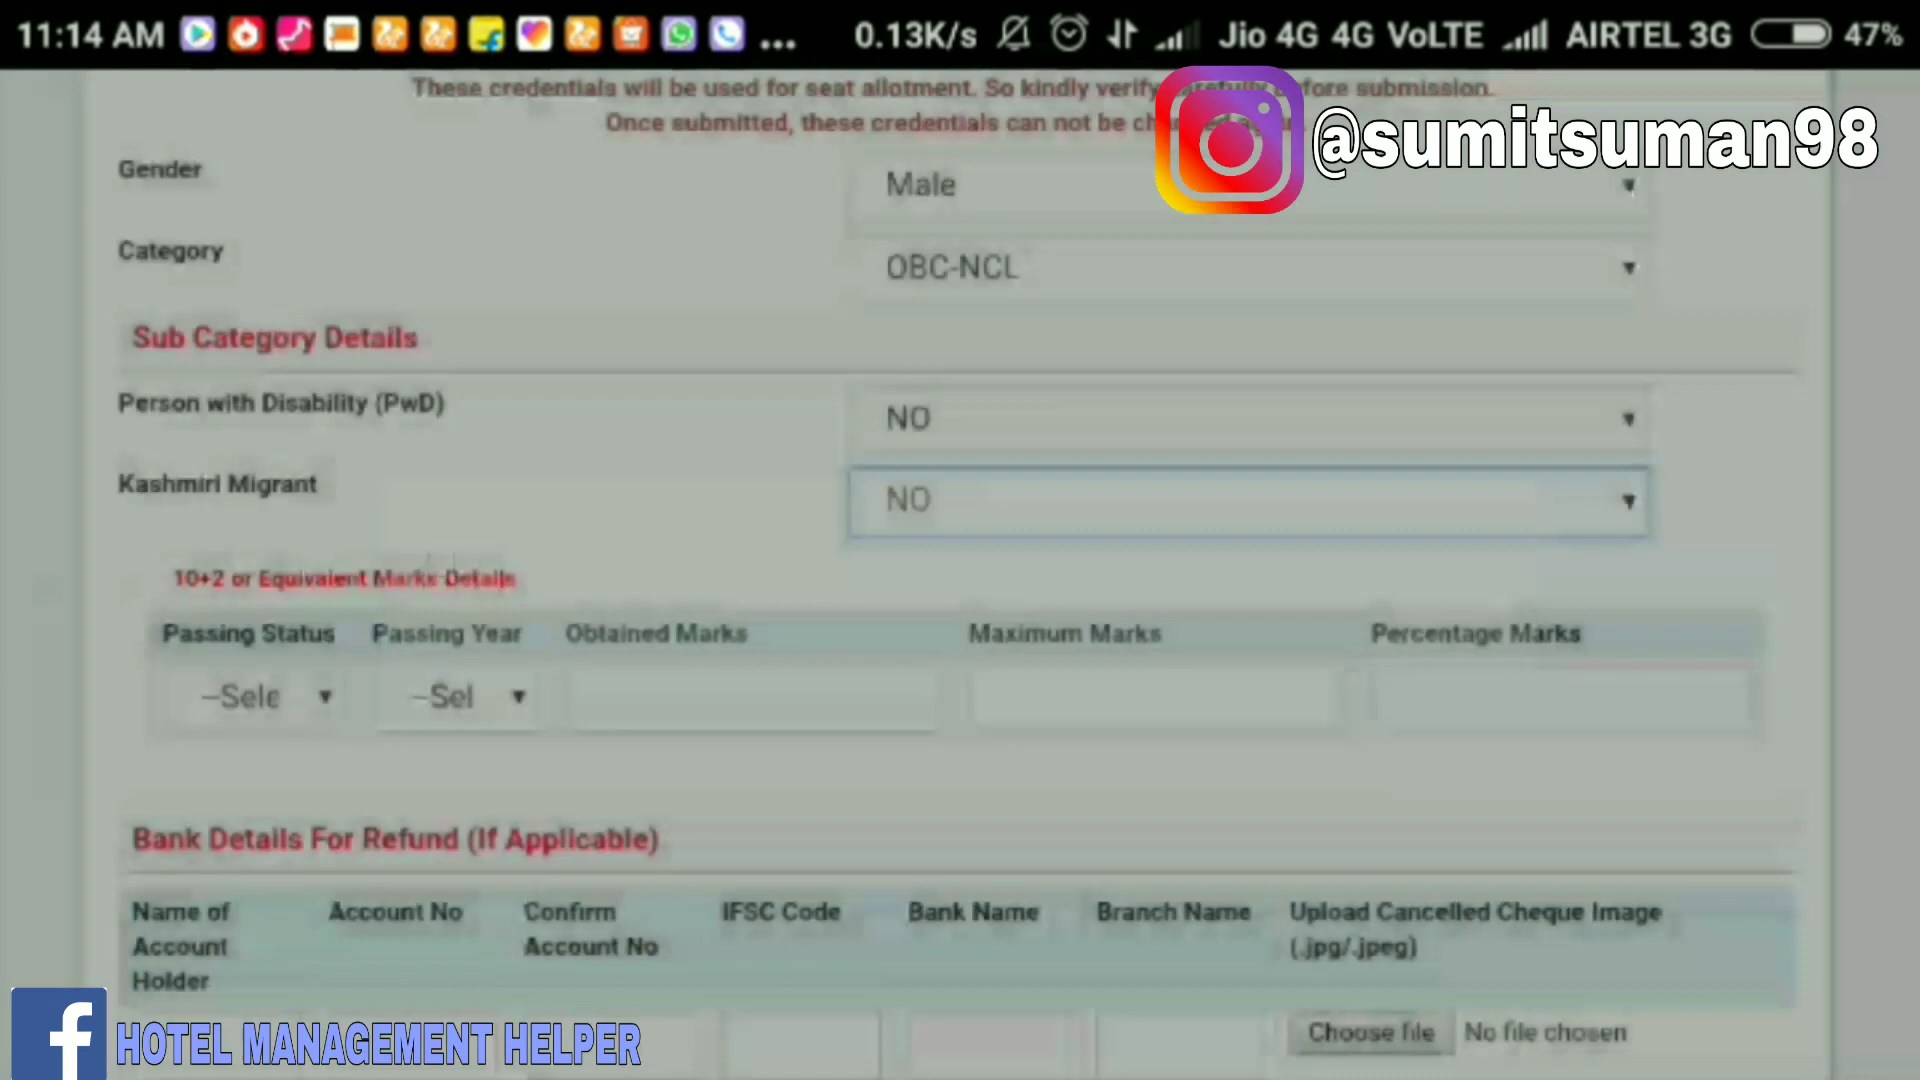 11:14 AM ... 0.13K/s Jio 4G 4G VoLTE AIRTEL 3G 47%
These credentials will be used for seat allotment. So kindly verify carefully before submission.
Once submitted, these credentials can not be
@sumitsuman98
Gender Male
Category OBC-NCL
Sub Category Details
Person with Disability (PwD) NO
Kashmiri Migrant NO
10+2 or Equivalent Marks Details
Passing Status Passing Year Obtained Marks Maximum Marks Percentage Marks
--Sele --Sel
Bank Details For Refund (If Applicable)
Name of Account No Confirm IFSC Code Bank Name Branch Name Upload Cancelled Cheque Image
Account Account No (.jpg/.jpeg)
Holder
Choose file No file chosen
f HOTEL MANAGEMENT HELPER